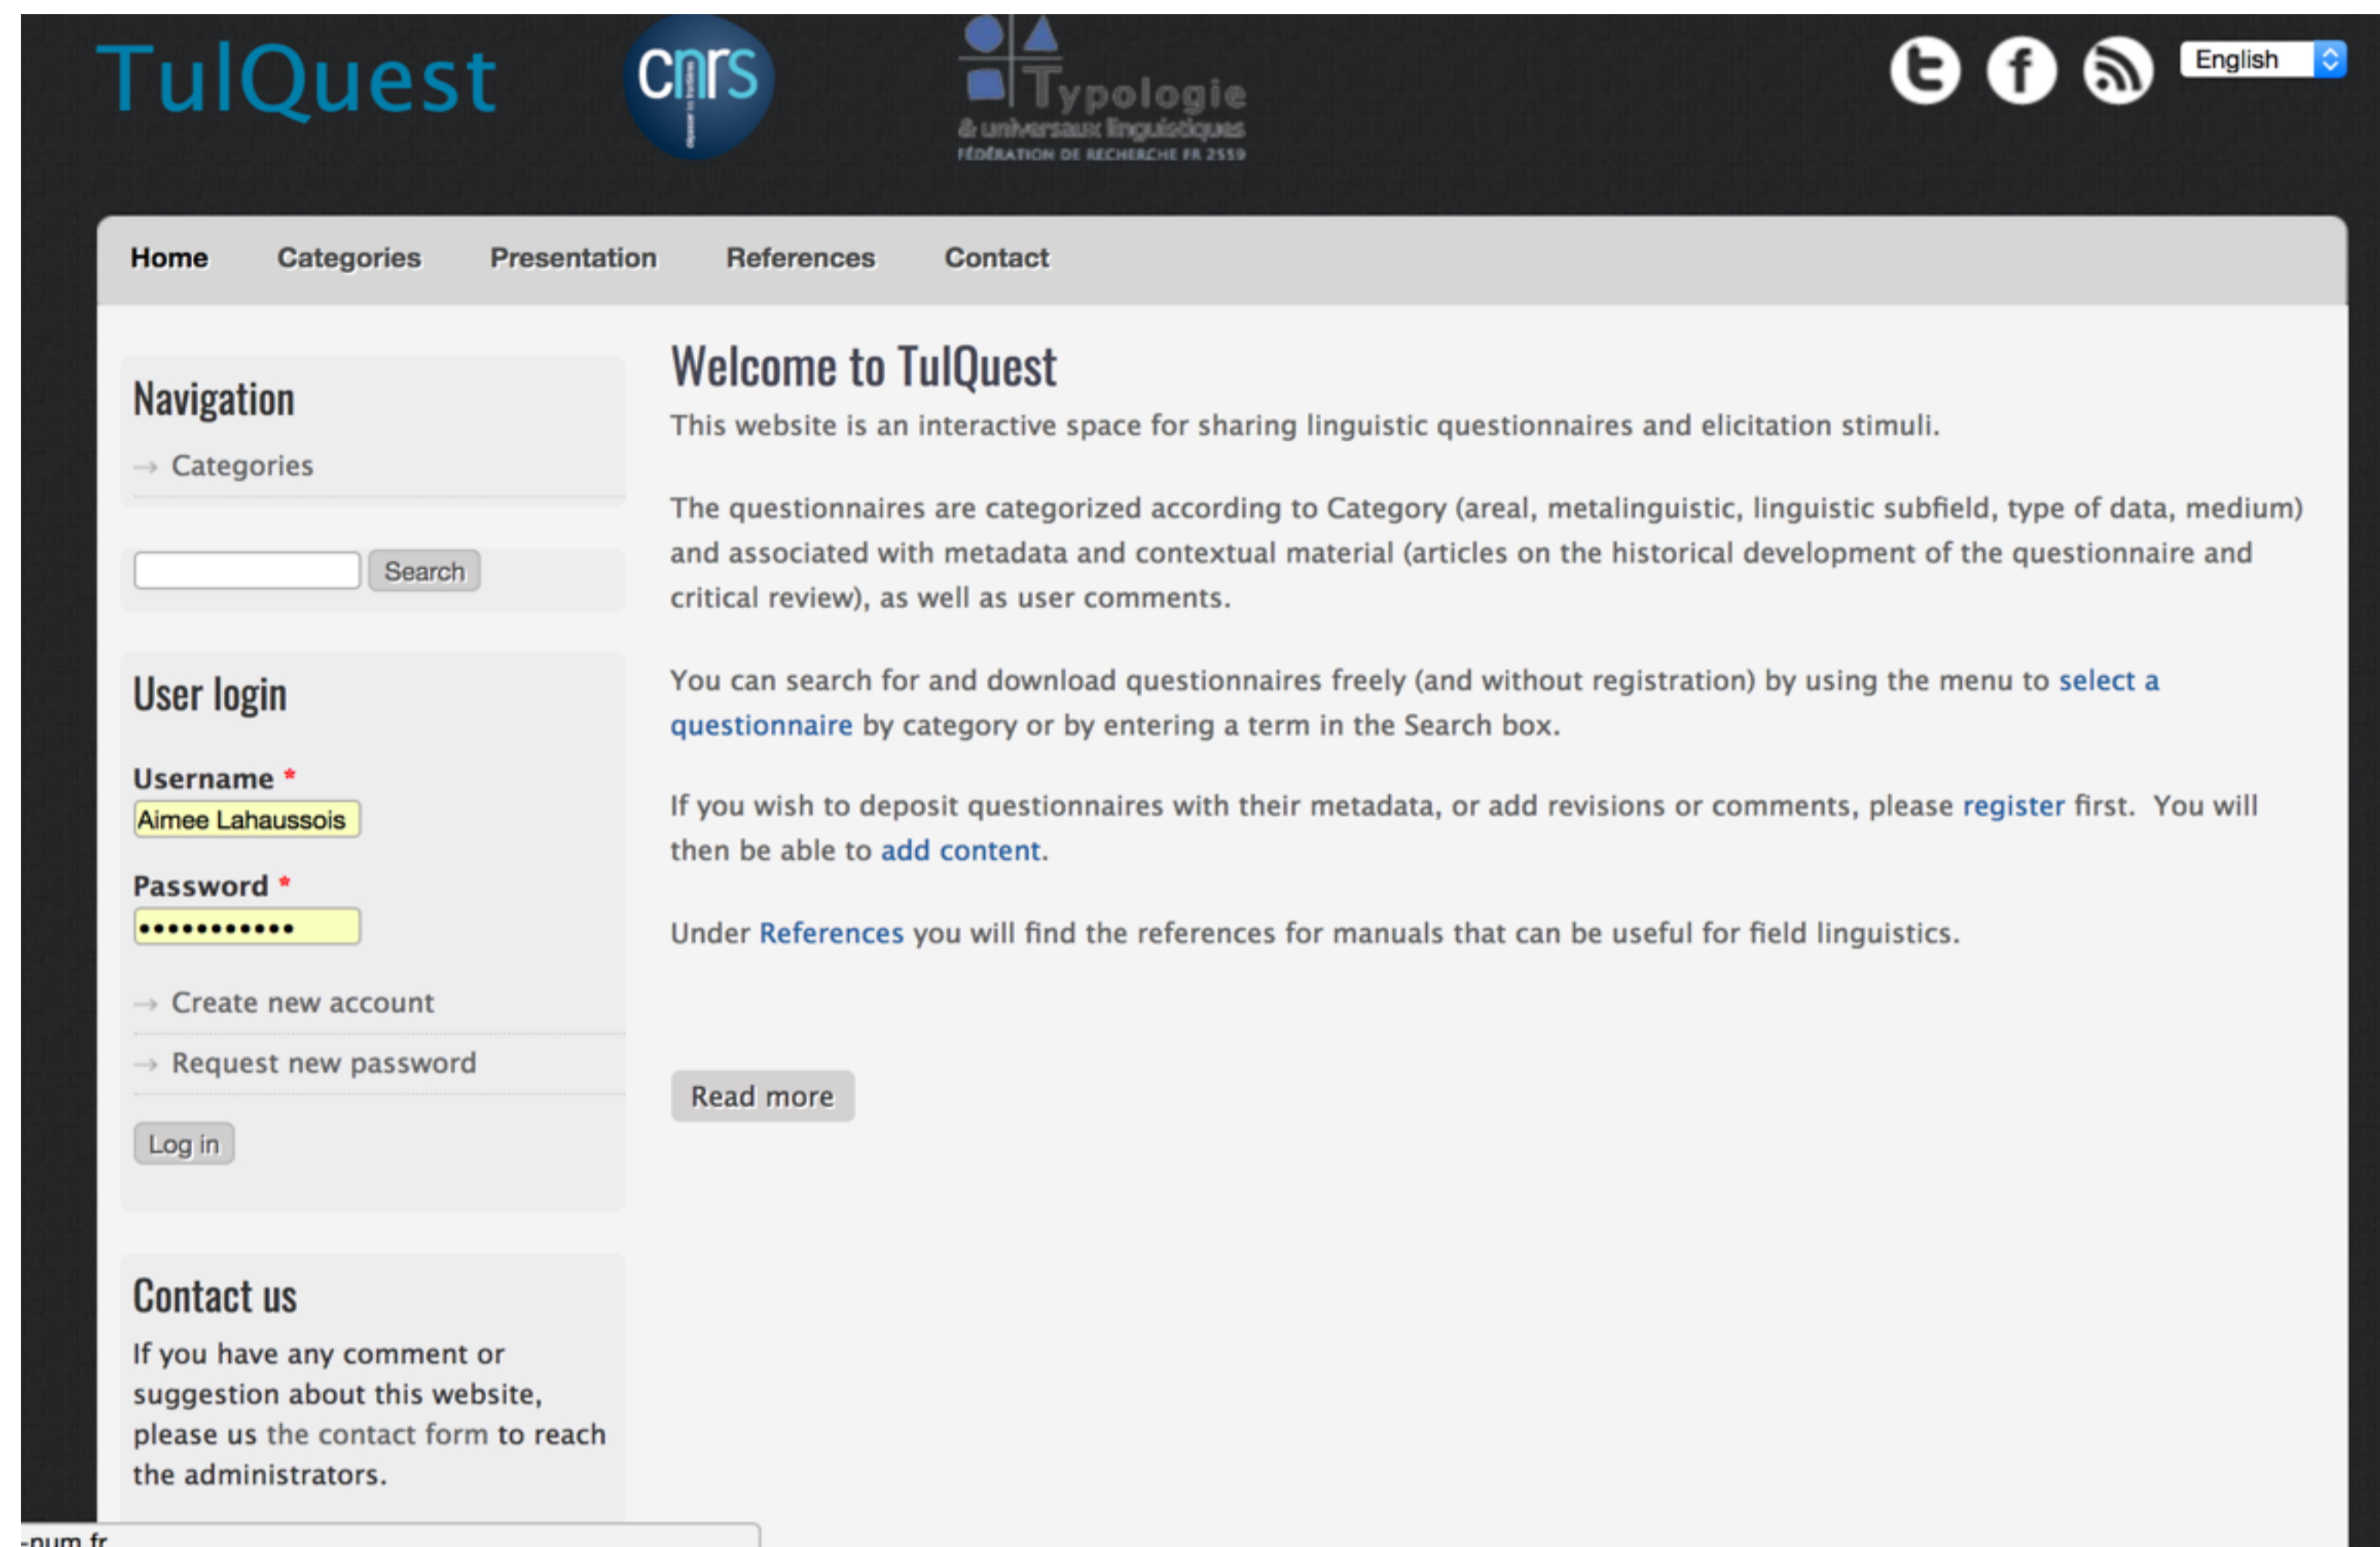 TulQuest
cnrs
dépasser les frontières
Typologie
& universaux linguistiques
FÉDÉRATION DE RECHERCHE FR 2559
English
Home Categories Presentation References Contact
Navigation
→ Categories
Search
User login
Username *
Aimee Lahaussois
Password *
•••••••••••
→ Create new account
→ Request new password
Log in
Contact us
If you have any comment or
suggestion about this website,
please us the contact form to reach
the administrators.
Welcome to TulQuest
This website is an interactive space for sharing linguistic questionnaires and elicitation stimuli.
The questionnaires are categorized according to Category (areal, metalinguistic, linguistic subfield, type of data, medium)
and associated with metadata and contextual material (articles on the historical development of the questionnaire and
critical review), as well as user comments.
You can search for and download questionnaires freely (and without registration) by using the menu to select a
questionnaire by category or by entering a term in the Search box.
If you wish to deposit questionnaires with their metadata, or add revisions or comments, please register first. You will
then be able to add content.
Under References you will find the references for manuals that can be useful for field linguistics.
Read more
-num.fr